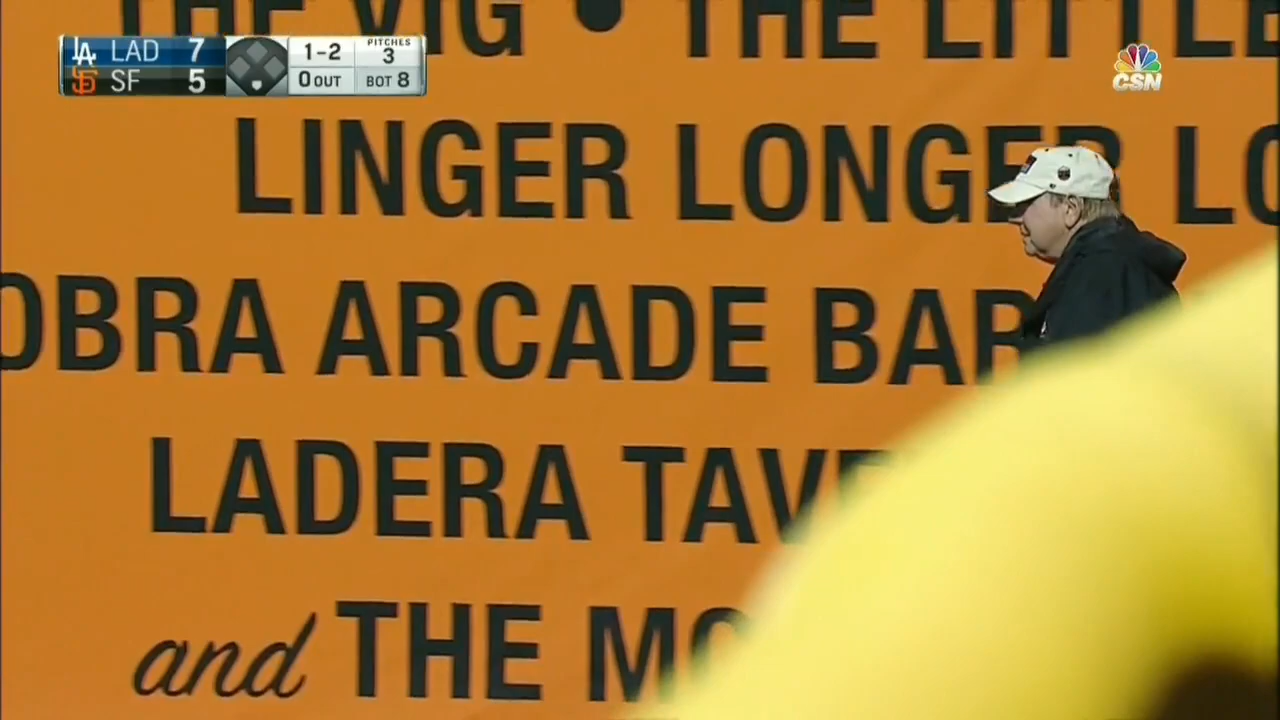 THE VIG • THE LITTLE
LAD 7
SF 5
1-2
0 OUT
PITCHES
3
BOT 8
CSN
LINGER LONGER LO
OBRA ARCADE BAR
LADERA TAV
and THE MO